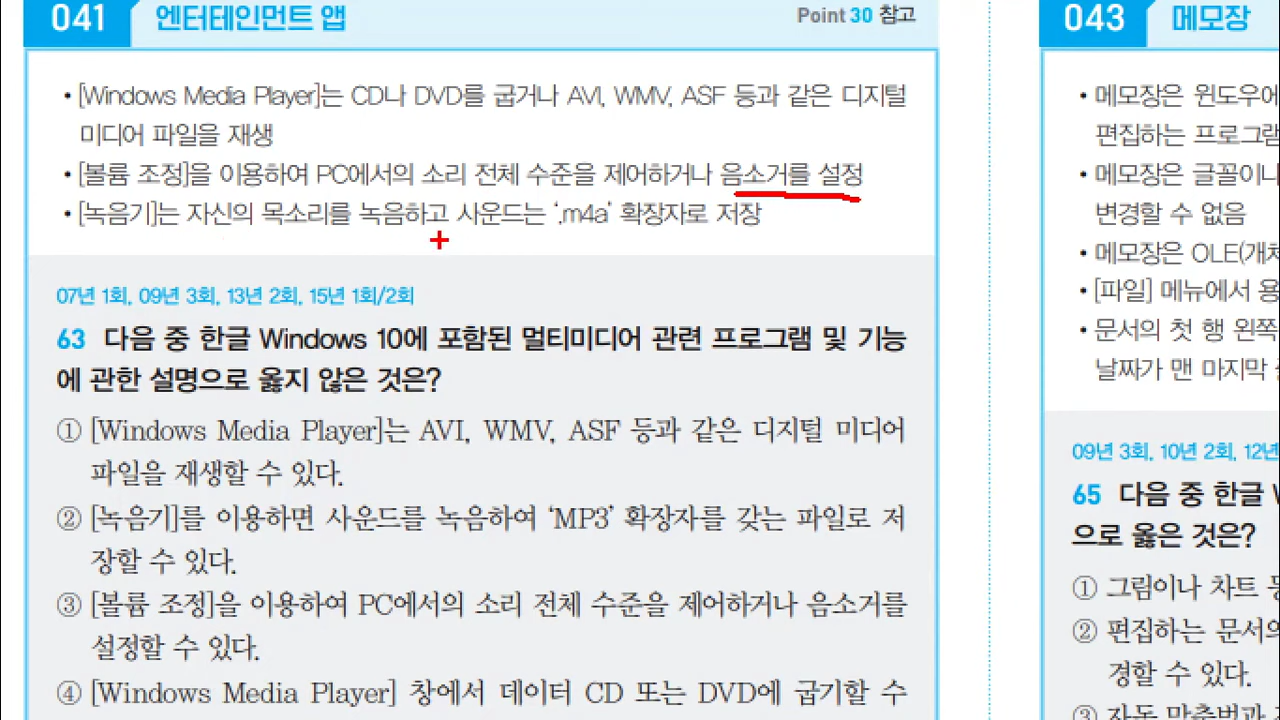 041 엔터테인먼트 앱 Point 30 참고
• [Windows Media Player]는 CD나 DVD를 굽거나 AVI, WMV, ASF 등과 같은 디지털
미디어 파일을 재생
• [볼륨 조정]을 이용하여 PC에서의 소리 전체 수준을 제어하거나 음소거를 설정
• [녹음기]는 자신의 목소리를 녹음하고 사운드는 ‘.m4a’ 확장자로 저장
07년 1회, 09년 3회, 13년 2회, 15년 1회/2회
63 다음 중 한글 Windows 10에 포함된 멀티미디어 관련 프로그램 및 기능
에 관한 설명으로 옳지 않은 것은?
① [Windows Media Player]는 AVI, WMV, ASF 등과 같은 디지털 미디어
파일을 재생할 수 있다.
② [녹음기]를 이용하면 사운드를 녹음하여 ‘MP3’ 확장자를 갖는 파일로 저
장할 수 있다.
③ [볼륨 조정]을 이용하여 PC에서의 소리 전체 수준을 제어하거나 음소거를
설정할 수 있다.
④ [Windows Media Player] 창에서 데이터 CD 또는 DVD에 굽기할 수
043 메모장
• 메모장은 윈도우에
편집하는 프로그램
• 메모장은 글꼴이나
변경할 수 없음
• 메모장은 OLE(개체
• [파일] 메뉴에서 용
• 문서의 첫 행 왼쪽
날짜가 맨 마지막
09년 3회, 10년 2회, 12년
65 다음 중 한글
으로 옳은 것은?
① 그림이나 차트 등
② 편집하는 문서의
경할 수 있다.
③ 자동 맞춤법과